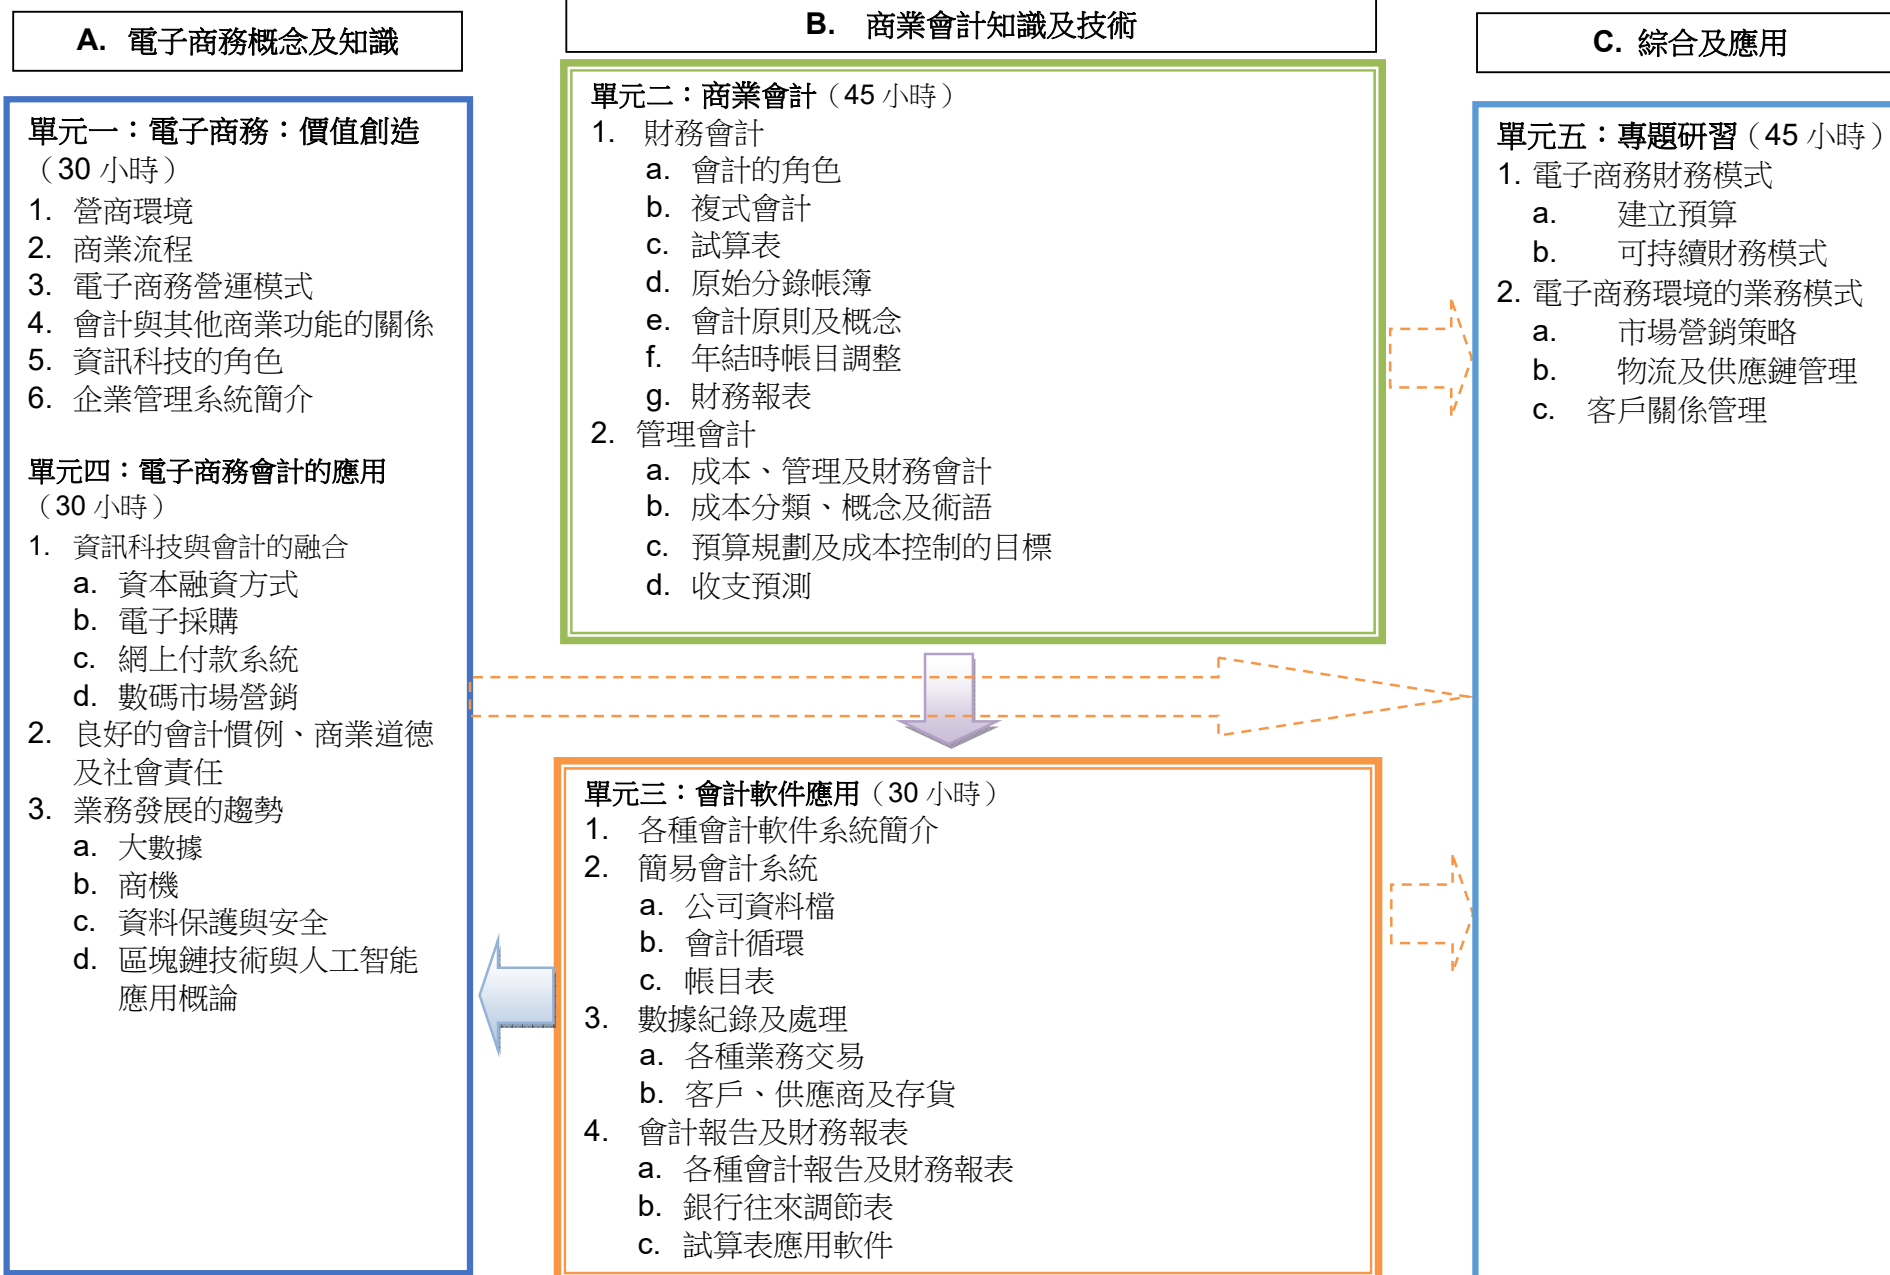 A. 電子商務概念及知識
單元一：電子商務：價值創造
（30 小時）
1. 營商環境
2. 商業流程
3. 電子商務營運模式
4. 會計與其他商業功能的關係
5. 資訊科技的角色
6. 企業管理系統簡介
單元四：電子商務會計的應用
（30 小時）
1. 資訊科技與會計的融合
a. 資本融資方式
b. 電子採購
c. 網上付款系統
d. 數碼市場營銷
2. 良好的會計慣例、商業道德
及社會責任
3. 業務發展的趨勢
a. 大數據
b. 商機
c. 資料保護與安全
d. 區塊鏈技術與人工智能
應用概論
B. 商業會計知識及技術
單元二：商業會計（45 小時）
1. 財務會計
a. 會計的角色
b. 複式會計
c. 試算表
d. 原始分錄帳簿
e. 會計原則及概念
f. 年結時帳目調整
g. 財務報表
2. 管理會計
a. 成本、管理及財務會計
b. 成本分類、概念及術語
c. 預算規劃及成本控制的目標
d. 收支預測
單元三：會計軟件應用（30 小時）
1. 各種會計軟件系統簡介
2. 簡易會計系統
a. 公司資料檔
b. 會計循環
c. 帳目表
3. 數據紀錄及處理
a. 各種業務交易
b. 客戶、供應商及存貨
4. 會計報告及財務報表
a. 各種會計報告及財務報表
b. 銀行往來調節表
c. 試算表應用軟件
C. 綜合及應用
單元五：專題研習（45 小時）
1. 電子商務財務模式
a. 建立預算
b. 可持續財務模式
2. 電子商務環境的業務模式
a. 市場營銷策略
b. 物流及供應鏈管理
c. 客戶關係管理